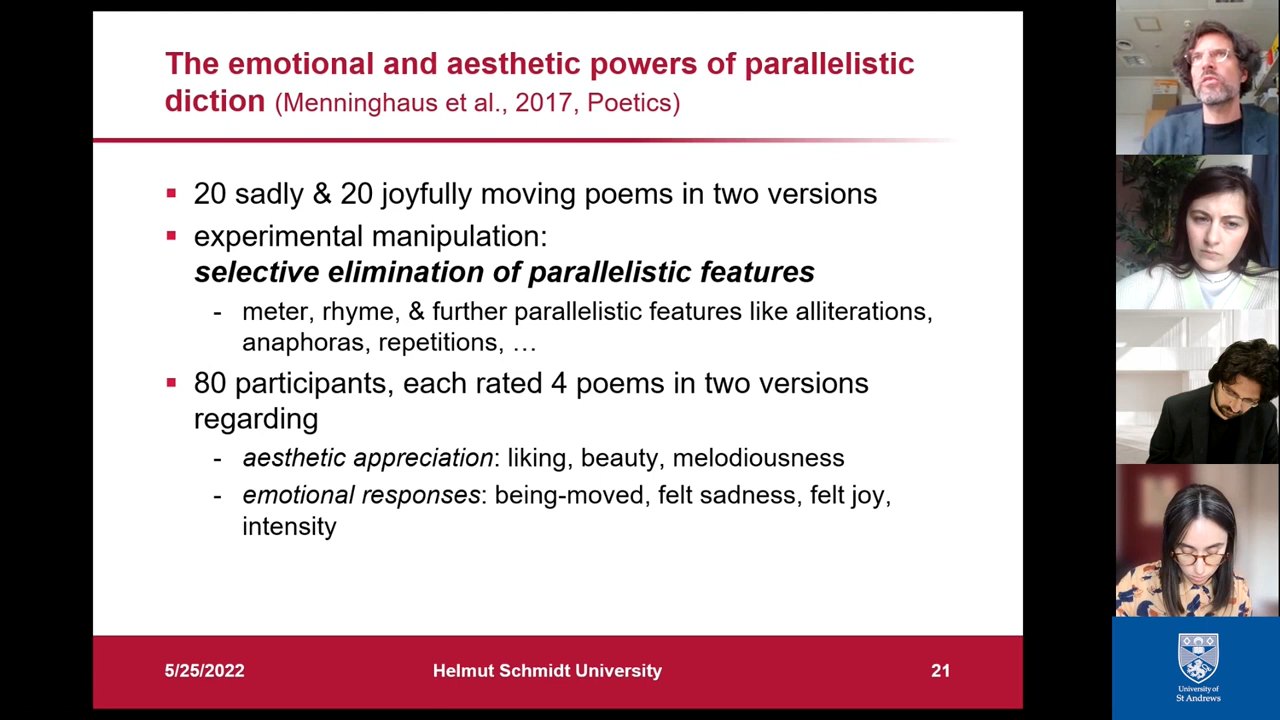 The emotional and aesthetic powers of parallelistic
diction (Menninghaus et al., 2017, Poetics)
▪ 20 sadly & 20 joyfully moving poems in two versions
▪ experimental manipulation:
selective elimination of parallelistic features
- meter, rhyme, & further parallelistic features like alliterations,
anaphoras, repetitions, …
▪ 80 participants, each rated 4 poems in two versions
regarding
- aesthetic appreciation: liking, beauty, melodiousness
- emotional responses: being-moved, felt sadness, felt joy,
intensity
5/25/2022 Helmut Schmidt University 21
University of
St Andrews